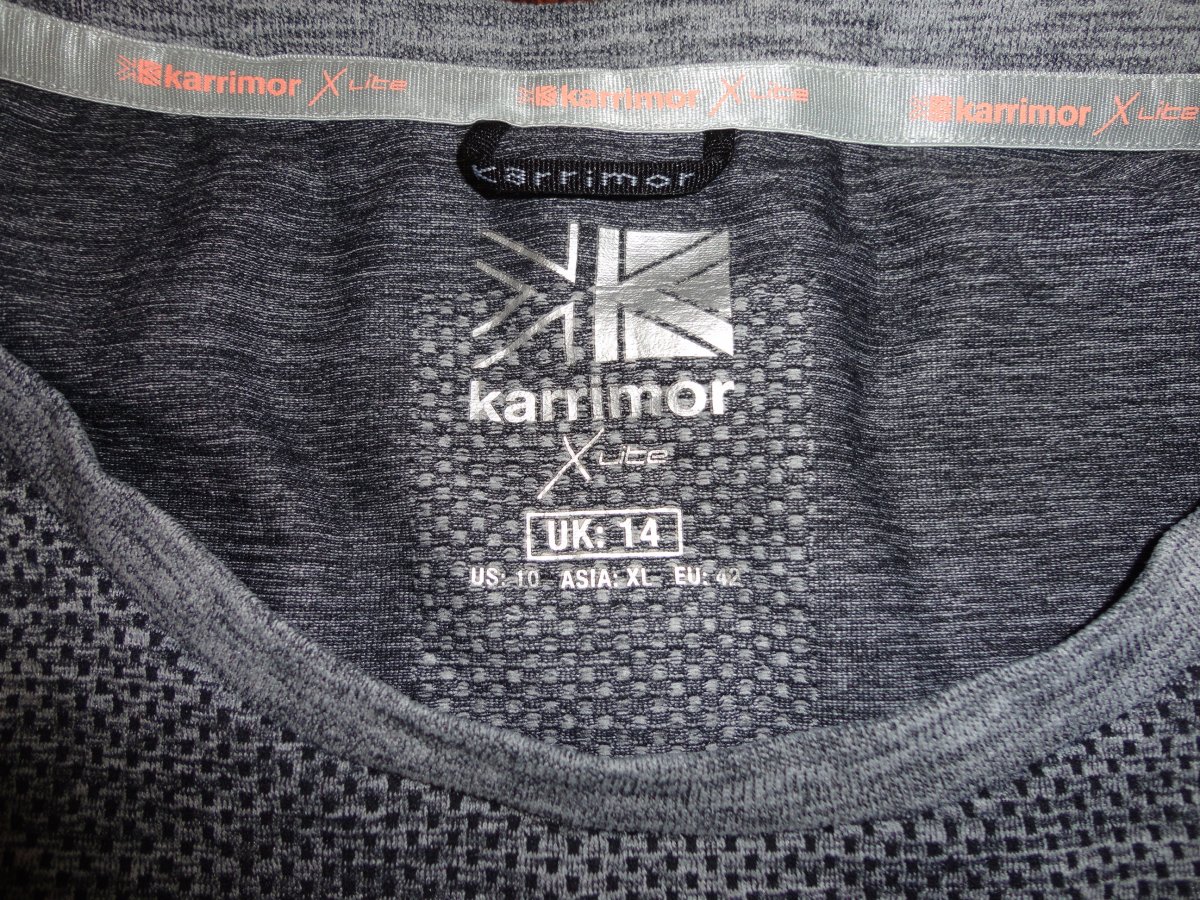 karrimor X Lite karrimor X Lite karrimor X Lite
karrimor
karrimor
X Lite
UK: 14
US: 10 ASIA: XL EU: 42